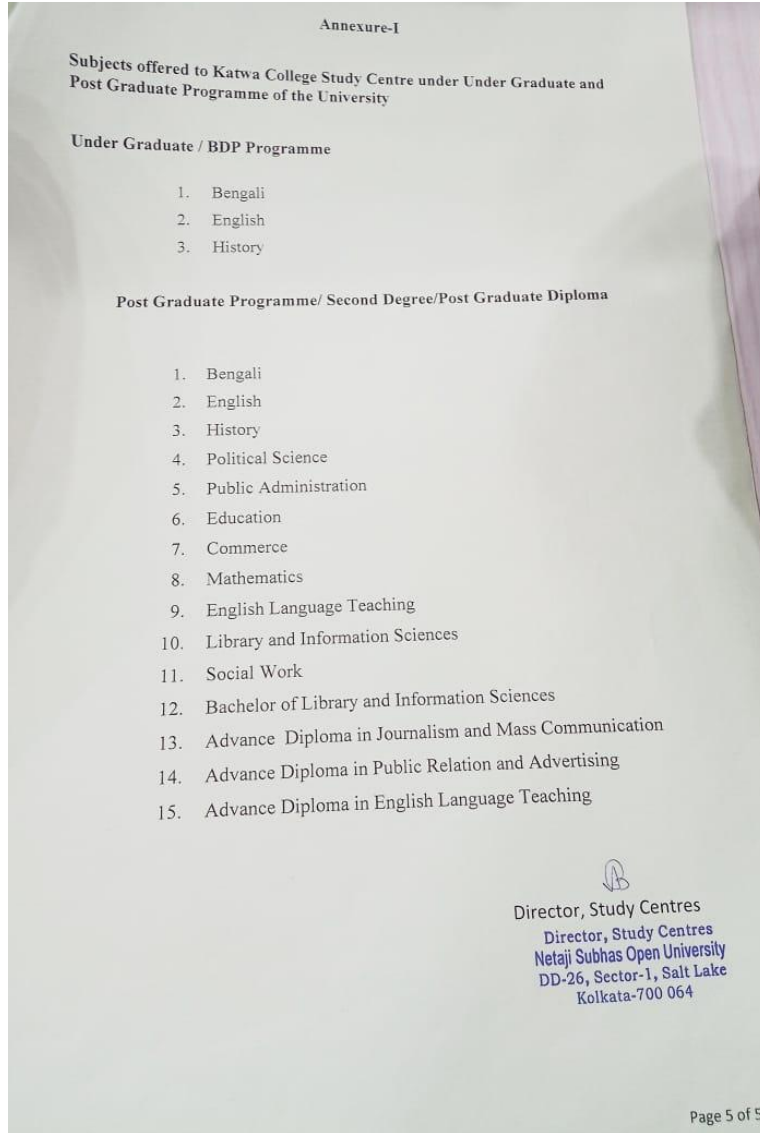 Annexure-I
Subjects offered to Katwa College Study Centre under Under Graduate and
Post Graduate Programme of the University
Under Graduate / BDP Programme
1. Bengali
2. English
3. History
Post Graduate Programme/ Second Degree/Post Graduate Diploma
1. Bengali
2. English
3. History
4. Political Science
5. Public Administration
6. Education
7. Commerce
8. Mathematics
9. English Language Teaching
10. Library and Information Sciences
11. Social Work
12. Bachelor of Library and Information Sciences
13. Advance Diploma in Journalism and Mass Communication
14. Advance Diploma in Public Relation and Advertising
15. Advance Diploma in English Language Teaching
Director, Study Centres
Director, Study Centres
Netaji Subhas Open University
DD-26, Sector-1, Salt Lake
Kolkata-700 064
Page 5 of 5